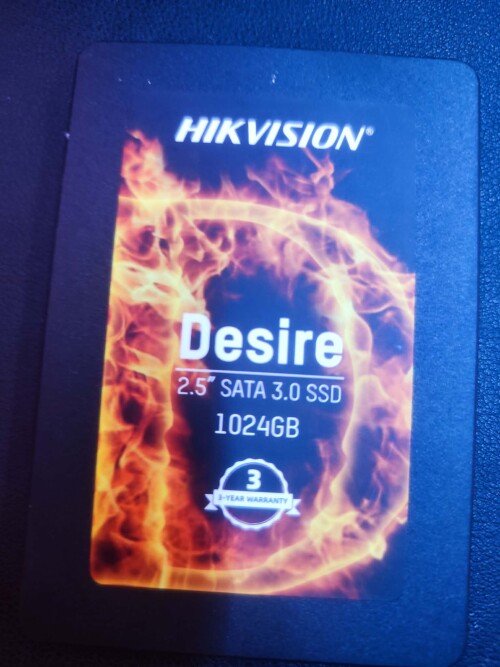 HIKVISION®
Desire
2.5" SATA 3.0 SSD
1024GB
3
3-YEAR WARRANTY